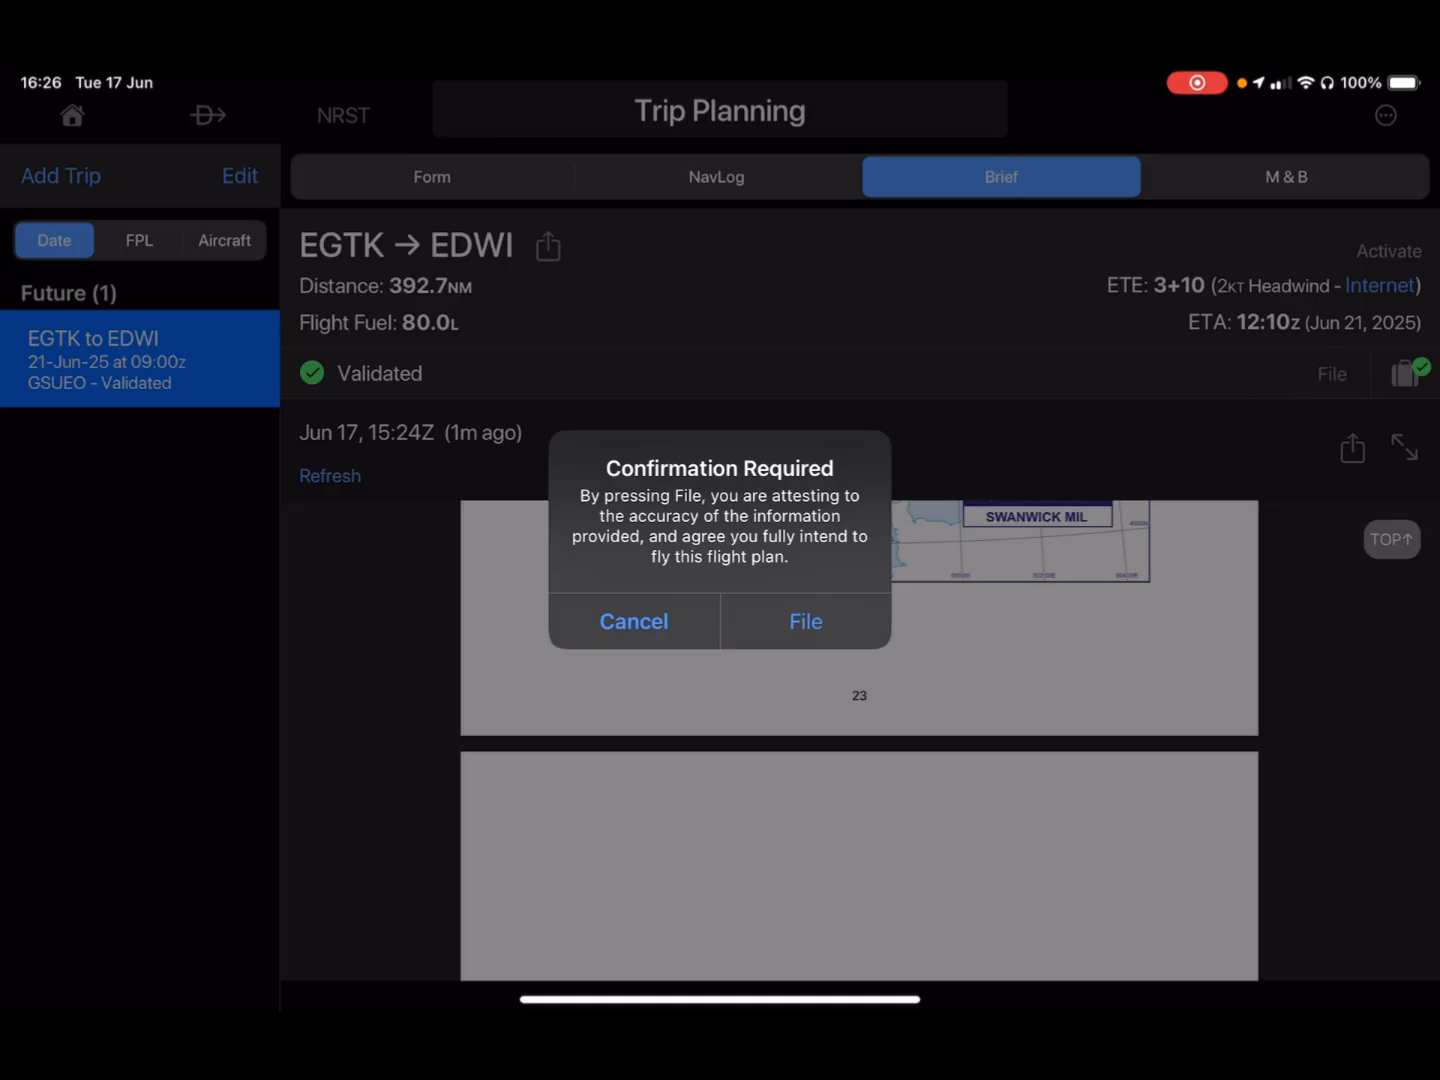 16:26 Tue 17 Jun
100%
NRST
Trip Planning
Add Trip
Edit
Form
NavLog
Brief
M & B
Date
FPL
Aircraft
EGTK → EDWI
Activate
Distance: 392.7NM
ETE: 3+10 (2KT Headwind - Internet)
Future (1)
Flight Fuel: 80.0L
ETA: 12:10z (Jun 21, 2025)
EGTK to EDWI
21-Jun-25 at 09:00z
GSUEO - Validated
Validated
File
Jun 17, 15:24Z (1m ago)
Refresh
Confirmation Required
By pressing File, you are attesting to
the accuracy of the information
provided, and agree you fully intend to
fly this flight plan.
Cancel
File
SWANWICK MIL
TOP↑
23